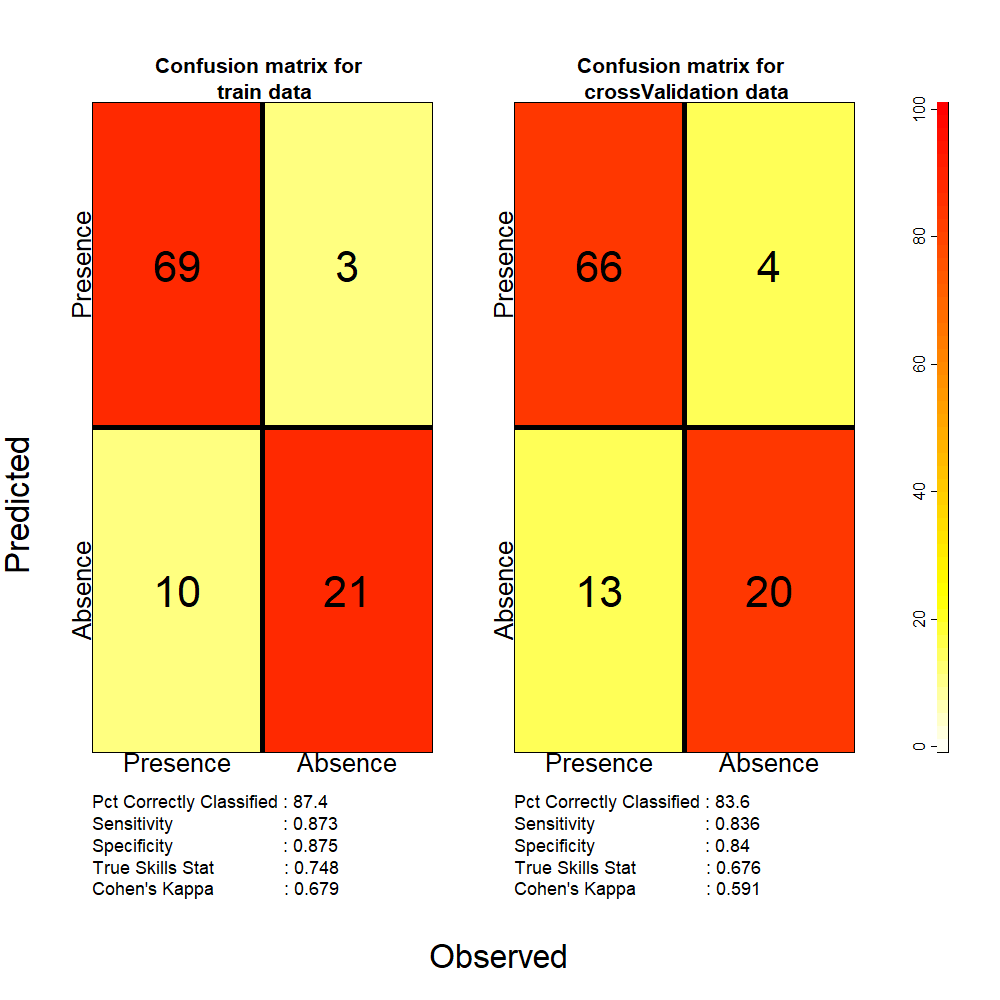 Confusion matrix for
train data
Presence
69
3
Absence
10
21
Presence Absence
Pct Correctly Classified : 87.4
Sensitivity : 0.873
Specificity : 0.875
True Skills Stat : 0.748
Cohen's Kappa : 0.679
Confusion matrix for
crossValidation data
Presence
66
4
Absence
13
20
Presence Absence
Pct Correctly Classified : 83.6
Sensitivity : 0.836
Specificity : 0.84
True Skills Stat : 0.676
Cohen's Kappa : 0.591
100
80
60
40
20
0
Predicted
Observed